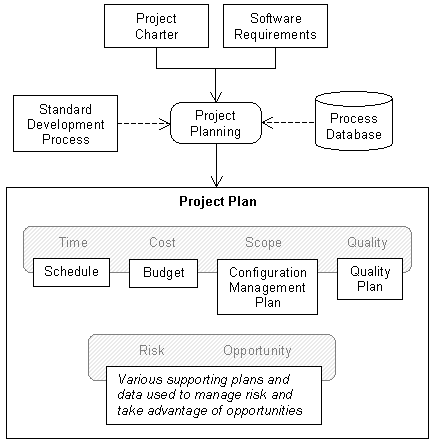 Project
Charter
Software
Requirements
Standard
Development
Process
Project
Planning
Process
Database
Project Plan
Time
Cost
Scope
Quality
Schedule
Budget
Configuration
Management
Plan
Quality
Plan
Risk
Opportunity
Various supporting plans and
data used to manage risk and
take advantage of opportunities